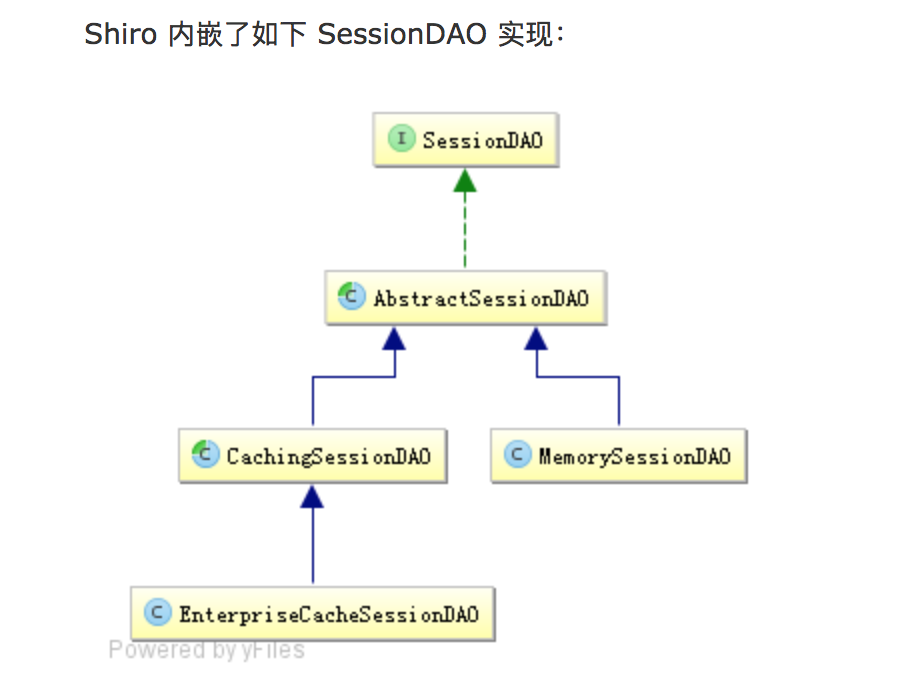 Shiro 内嵌了如下 SessionDAO 实现：
I SessionDAO
C AbstractSessionDAO
C CachingSessionDAO
C MemorySessionDAO
C EnterpriseCacheSessionDAO
Powered by yFiles